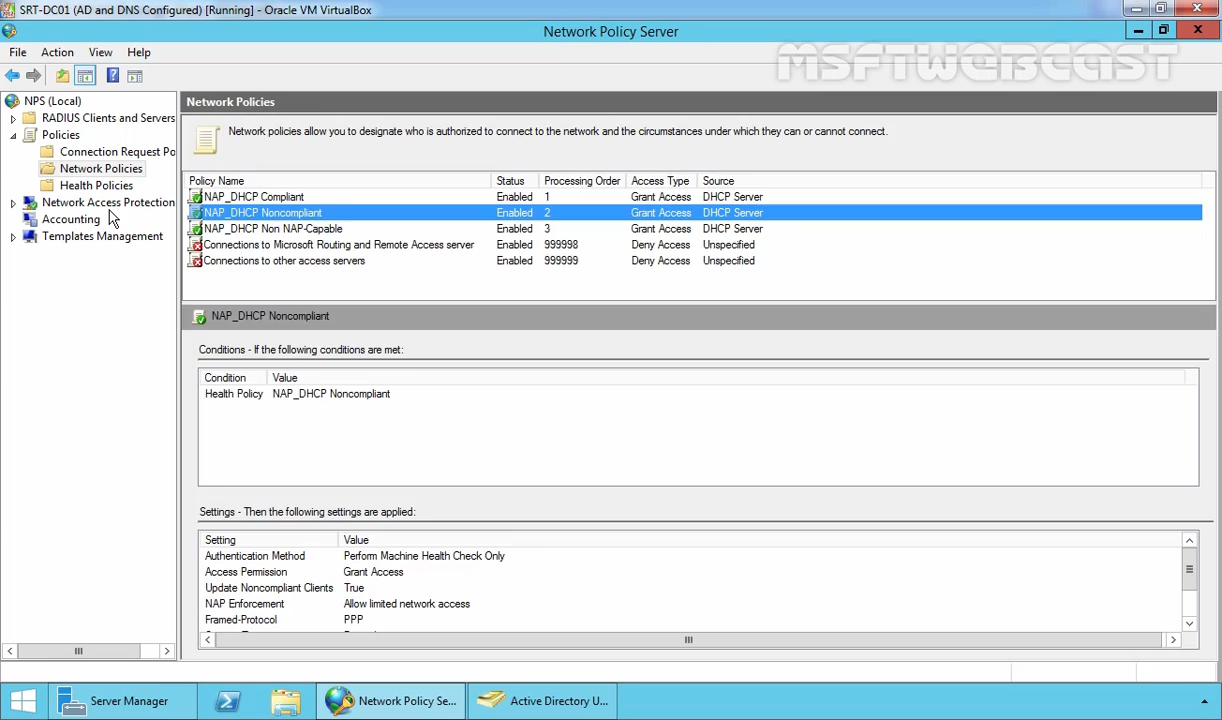 SRT-DC01 (AD and DNS Configured) [Running] - Oracle VM VirtualBox
Network Policy Server
File Action View Help
MSFTWEBCAST
NPS (Local)
RADIUS Clients and Servers
Policies
Connection Request Po
Network Policies
Health Policies
Network Access Protection
Accounting
Templates Management
Network Policies
Network policies allow you to designate who is authorized to connect to the network and the circumstances under which they can or cannot connect.
Policy Name Status Processing Order Access Type Source
NAP_DHCP Compliant Enabled 1 Grant Access DHCP Server
NAP_DHCP Noncompliant Enabled 2 Grant Access DHCP Server
NAP_DHCP Non NAP-Capable Enabled 3 Grant Access DHCP Server
Connections to Microsoft Routing and Remote Access server Enabled 999998 Deny Access Unspecified
Connections to other access servers Enabled 999999 Deny Access Unspecified
NAP_DHCP Noncompliant
Conditions - If the following conditions are met:
Condition Value
Health Policy NAP_DHCP Noncompliant
Settings - Then the following settings are applied:
Setting Value
Authentication Method Perform Machine Health Check Only
Access Permission Grant Access
Update Noncompliant Clients True
NAP Enforcement Allow limited network access
Framed-Protocol PPP
Server Manager
Network Policy Se...
Active Directory U...